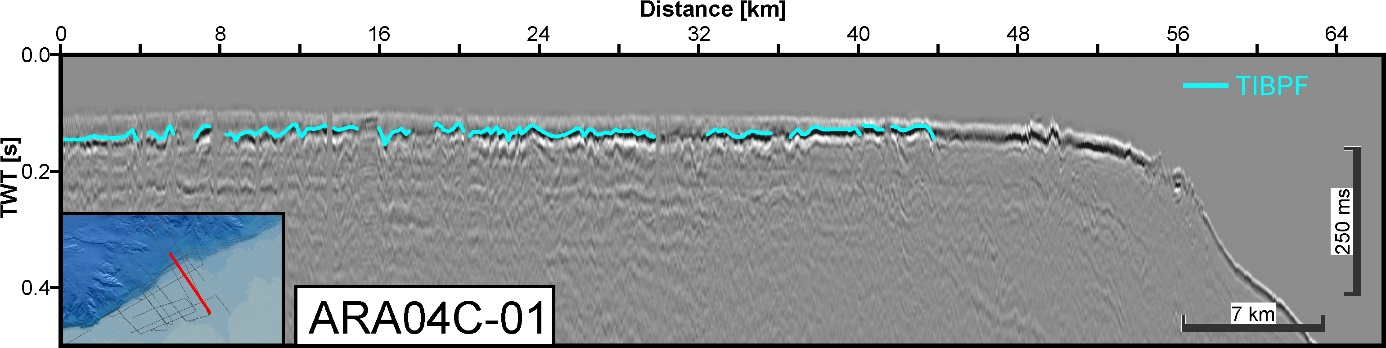 Distance [km]
0 8 16 24 32 40 48 56 64
0.0
TIBPF
TWT [s]
0.2
250 ms
0.4
ARA04C-01
7 km